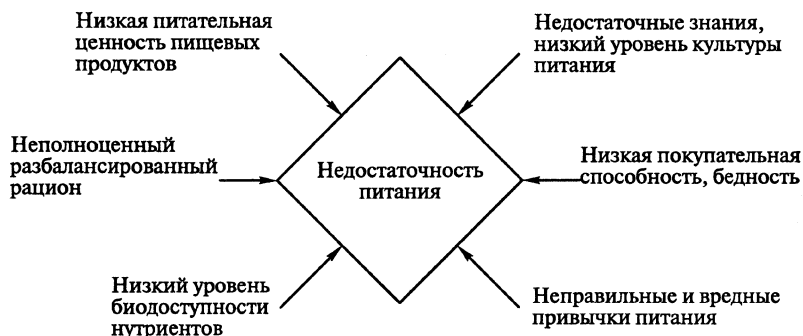 Низкая питательная
ценность пищевых
продуктов
Недостаточные знания,
низкий уровень культуры
питания
Неполноценный
разбалансированный
рацион
Недостаточность
питания
Низкая покупательная
способность, бедность
Низкий уровень
биодоступности
нутриентов
Неправильные и вредные
привычки питания